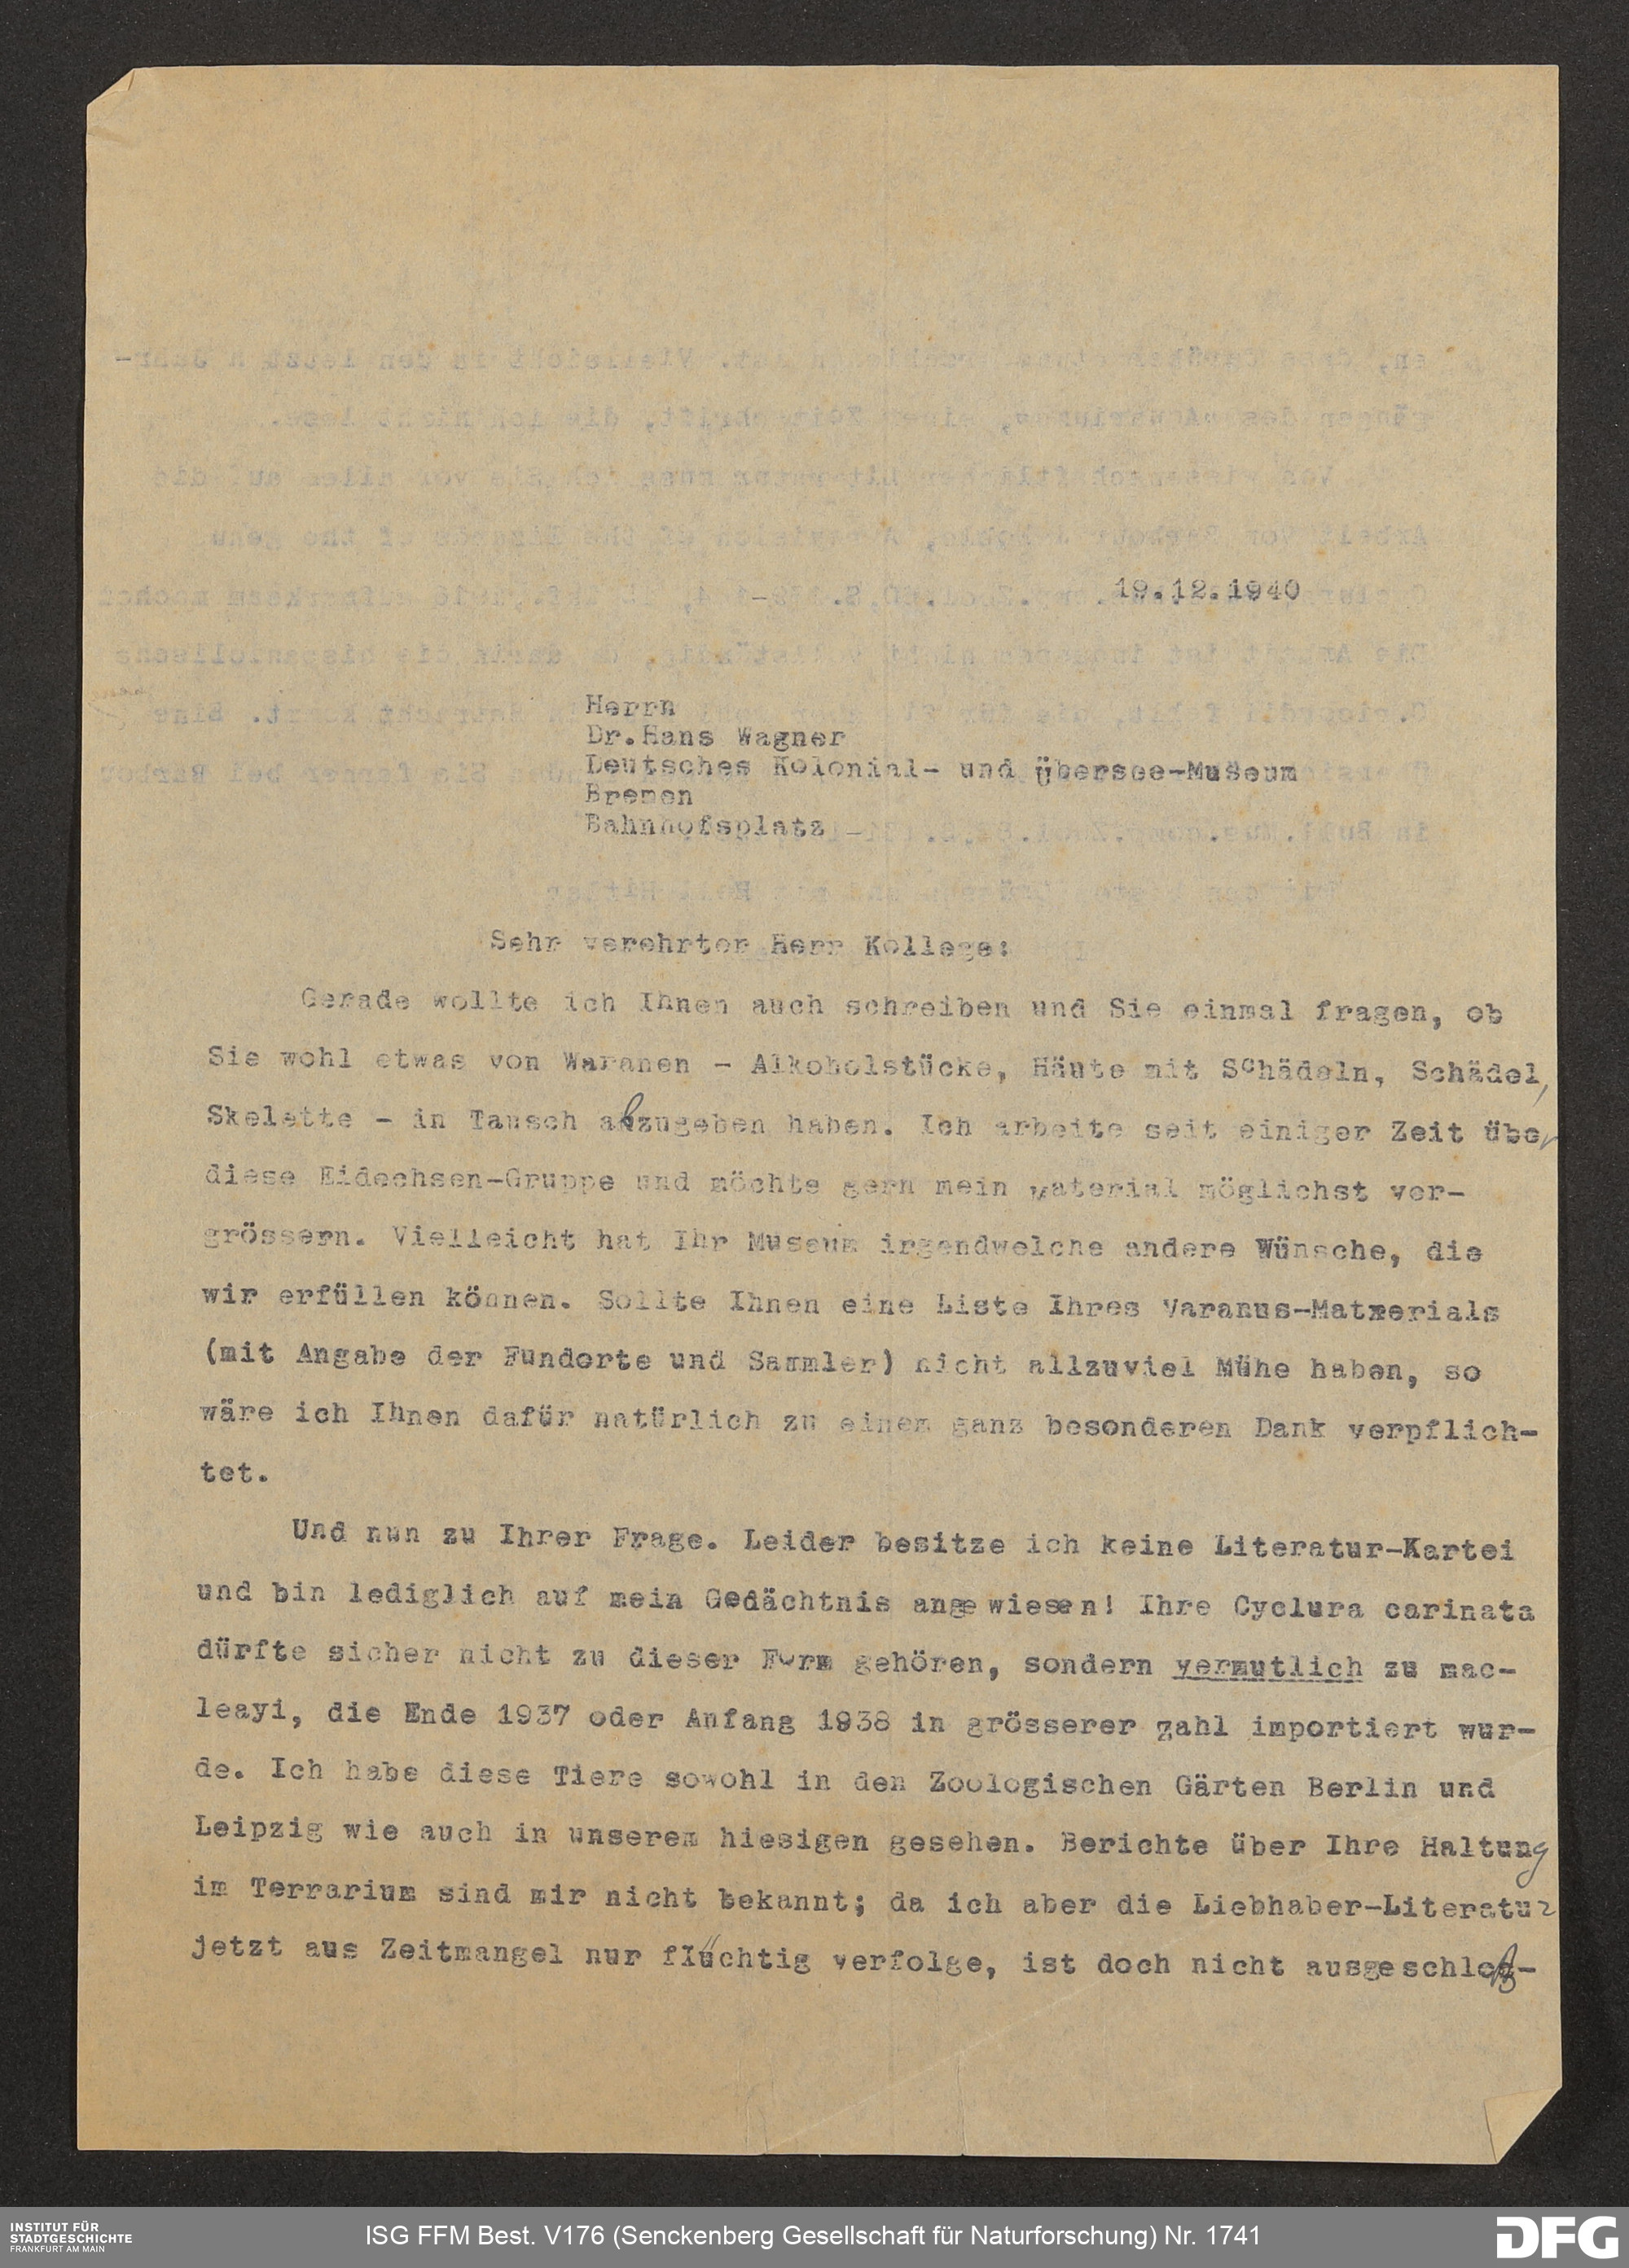 19.12.1940
Herrn
Dr.Hans Wagner
Deutsches Kolonial- und Übersee-Museum
Bremen
Bahnhofsplatz
Sehr verehrter Herr Kollege:
Gerade wollte ich Ihnen auch schreiben und Sie einmal fragen, ob
Sie wohl etwas von Waranen - Alkoholstücke, Häute mit Schädeln, Schädel,
Skelette - in Tausch abzugeben haben. Ich arbeite seit einiger Zeit über
diese Eidechsen-Gruppe und möchte gern mein Material möglichst ver-
grössern. Vielleicht hat Ihr Museum irgendwelche andere Wünsche, die
wir erfüllen können. Sollte Ihnen eine Liste Ihres Varanus-Matxerials
(mit Angabe der Fundorte und Sammler) nicht allzuviel Mühe haben, so
wäre ich Ihnen dafür natürlich zu einem ganz besonderen Dank verpflich-
tet.
Und nun zu Ihrer Frage. Leider besitze ich keine Literatur-Kartei
und bin lediglich auf mein Gedächtnis angewiesen! Ihre Cyclura carinata
dürfte sicher nicht zu dieser Form gehören, sondern vermutlich zu mac-
leayi, die Ende 1937 oder Anfang 1938 in grösserer Zahl importiert wur-
de. Ich habe diese Tiere sowohl in den Zoologischen Gärten Berlin und
Leipzig wie auch in unserem hiesigen gesehen. Berichte über Ihre Haltung
im Terrarium sind mir nicht bekannt; da ich aber die Liebhaber-Literatur
jetzt aus Zeitmangel nur flüchtig verfolge, ist doch nicht ausgeschlos-
INSTITUT FÜR
STADTGESCHICHTE
FRANKFURT AM MAIN
ISG FFM Best. V176 (Senckenberg Gesellschaft für Naturforschung) Nr. 1741
DFG